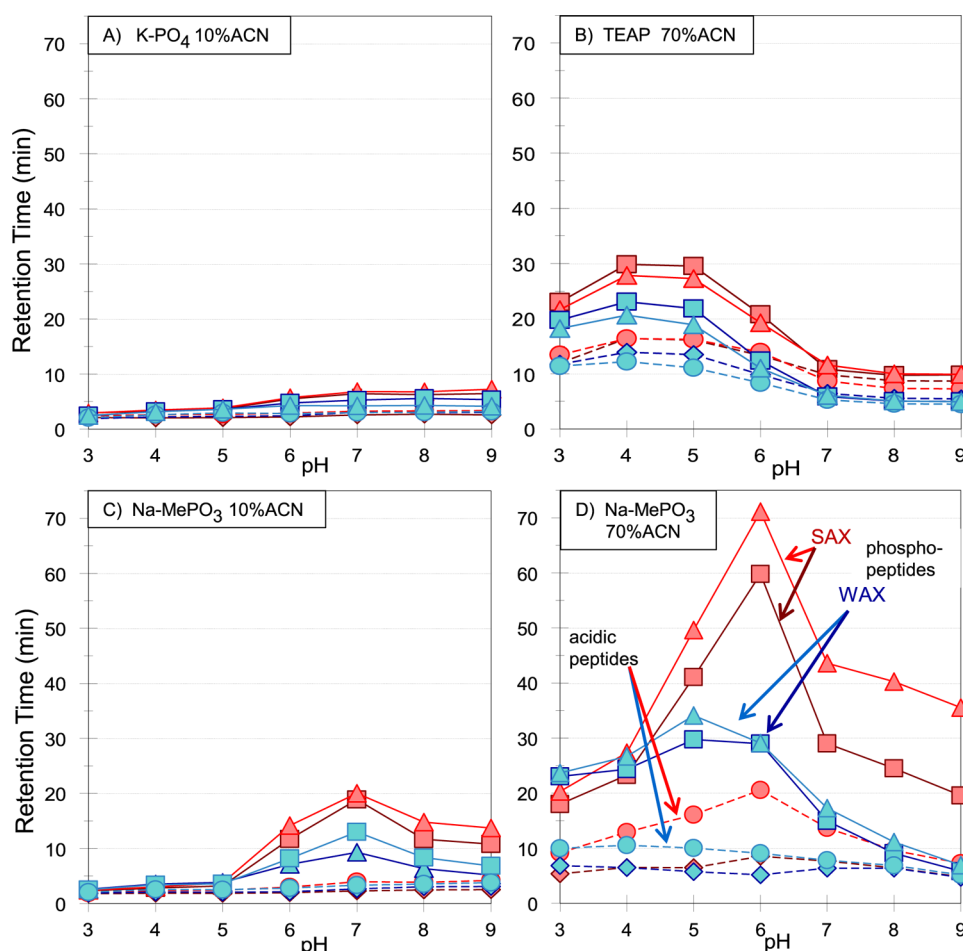 A) K-PO4 10%ACN
B) TEAP 70%ACN
Retention Time (min)
70
60
50
40
30
20
10
0
3 4 5 6 7 8 9
pH
70
60
50
40
30
20
10
0
3 4 5 6 7 8 9
pH
C) Na-MePO3 10%ACN
D) Na-MePO3
70%ACN
Retention Time (min)
70
60
50
40
30
20
10
0
3 4 5 6 7 8 9
pH
70
60
50
40
30
20
10
0
SAX
phospho-
peptides
WAX
acidic
peptides
3 4 5 6 7 8 9
pH